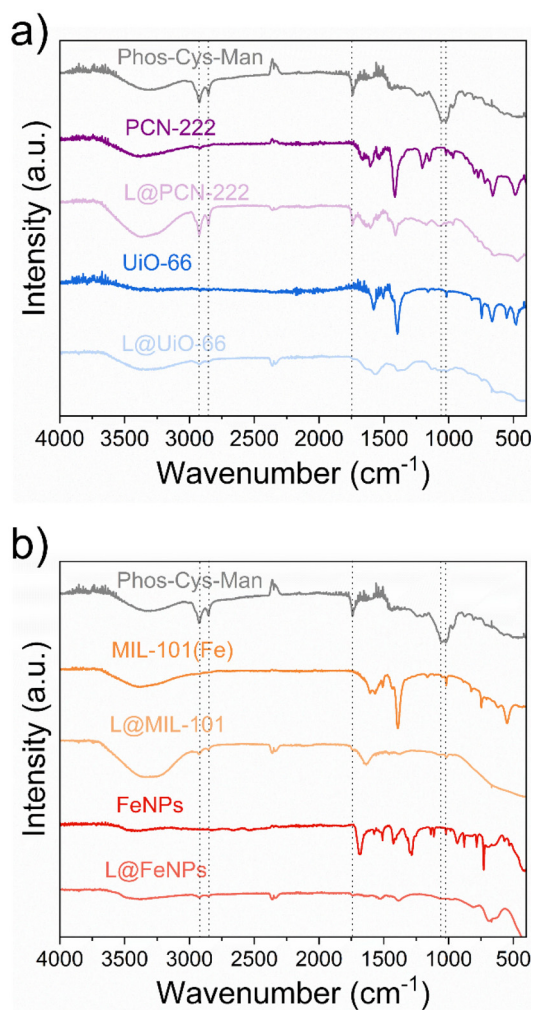 a)
Phos-Cys-Man
PCN-222
L@PCN-222
UiO-66
L@UiO-66
Intensity (a.u.)
4000 3500 3000 2500 2000 1500 1000 500
Wavenumber (cm⁻¹)
b)
Phos-Cys-Man
MIL-101(Fe)
L@MIL-101
FeNPs
L@FeNPs
Intensity (a.u.)
4000 3500 3000 2500 2000 1500 1000 500
Wavenumber (cm⁻¹)